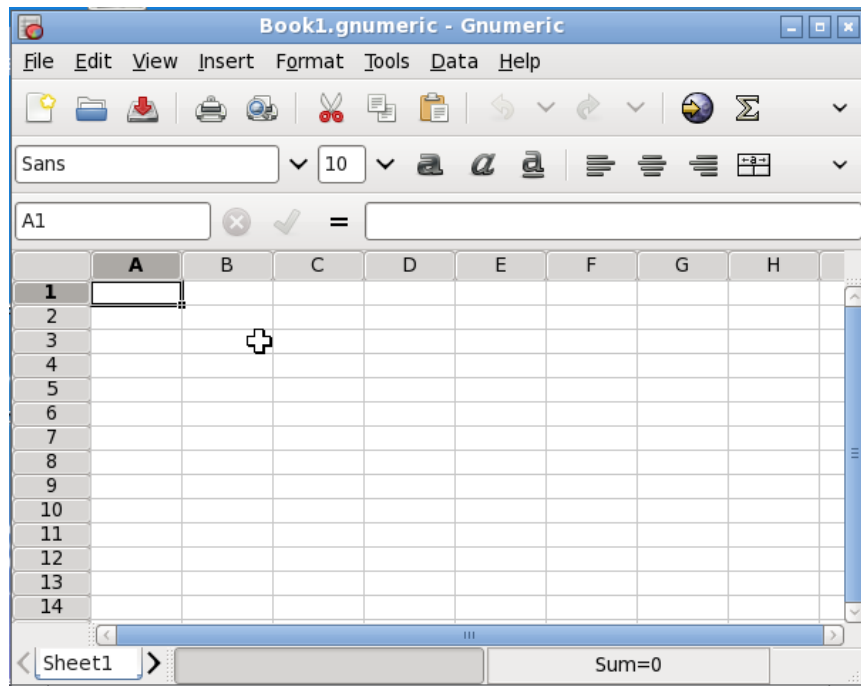 Book1.gnumeric - Gnumeric
File Edit View Insert Format Tools Data Help
Sans 10 a a a a
A1 =
A B C D E F G H
1
2
3
4
5
6
7
8
9
10
11
12
13
14
Sheet1 Sum=0